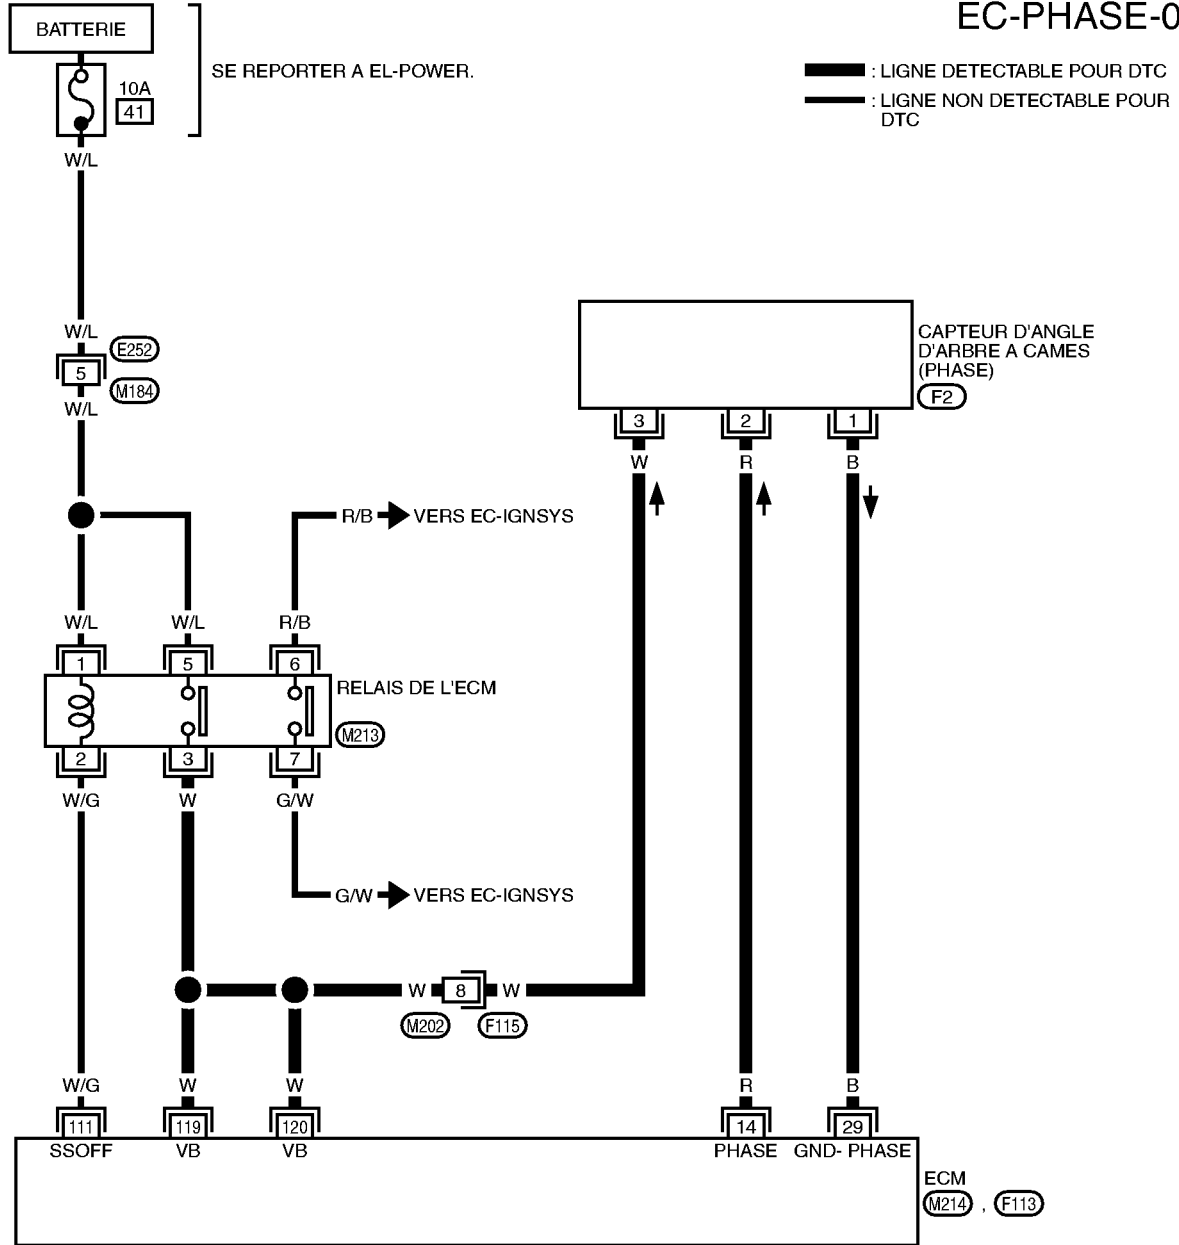 EC-PHASE-0
BATTERIE
10A
41
SE REPORTER A EL-POWER.
: LIGNE DETECTABLE POUR DTC
: LIGNE NON DETECTABLE POUR
DTC
W/L
W/L
E252
5
M184
W/L
CAPTEUR D'ANGLE
D'ARBRE A CAMES
(PHASE)
F2
3 2 1
W R B
R/B VERS EC-IGNSYS
W/L W/L R/B
1 5 6
RELAIS DE L'ECM
M213
2 3 7
W/G W G/W
G/W VERS EC-IGNSYS
W 8 W
M202 F115
W/G W W R B
111 119 120 14 29
SSOFF VB VB PHASE GND- PHASE
ECM
M214 , F113